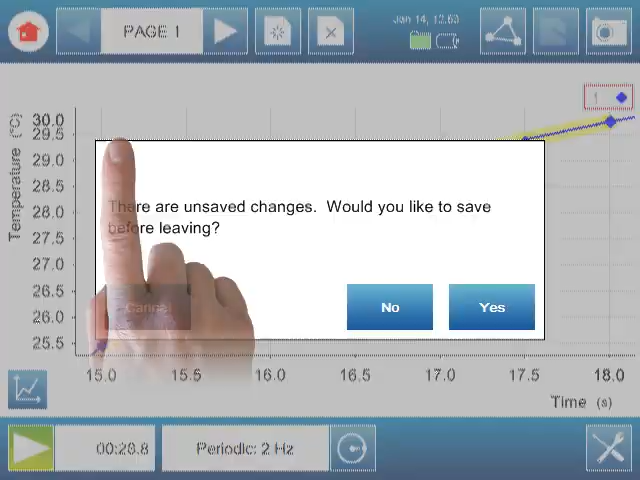 PAGE 1
Jan 14, 12:53
There are unsaved changes. Would you like to save
before leaving?
Cancel
No
Yes
Temperature (°C)
30.0
29.5
29.0
28.5
28.0
27.5
27.0
26.5
26.0
25.5
15.0
15.5
16.0
16.5
17.0
17.5
18.0
Time (s)
00:28.8
Periodic: 2 Hz